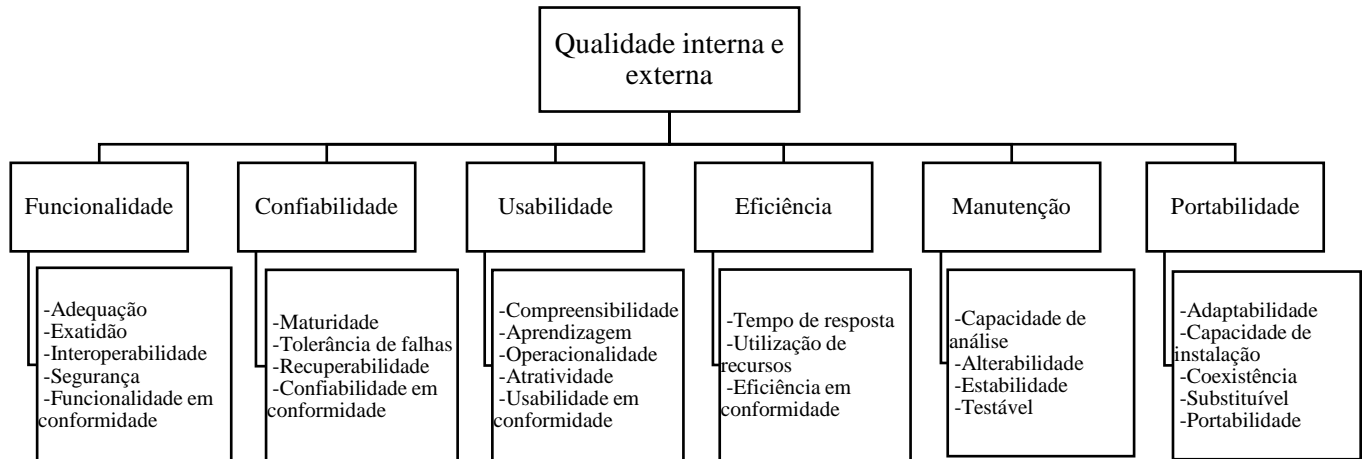 Qualidade interna e
externa
Funcionalidade
Confiabilidade
Usabilidade
Eficiência
Manutenção
Portabilidade
-Adequação
-Exatidão
-Interoperabilidade
-Segurança
-Funcionalidade em
conformidade
-Maturidade
-Tolerância de falhas
-Recuperabilidade
-Confiabilidade em
conformidade
-Compreensibilidade
-Aprendizagem
-Operacionalidade
-Atratividade
-Usabilidade em
conformidade
-Tempo de resposta
-Utilização de
recursos
-Eficiência em
conformidade
-Capacidade de
análise
-Alterabilidade
-Estabilidade
-Testável
-Adaptabilidade
-Capacidade de
instalação
-Coexistência
-Substituível
-Portabilidade